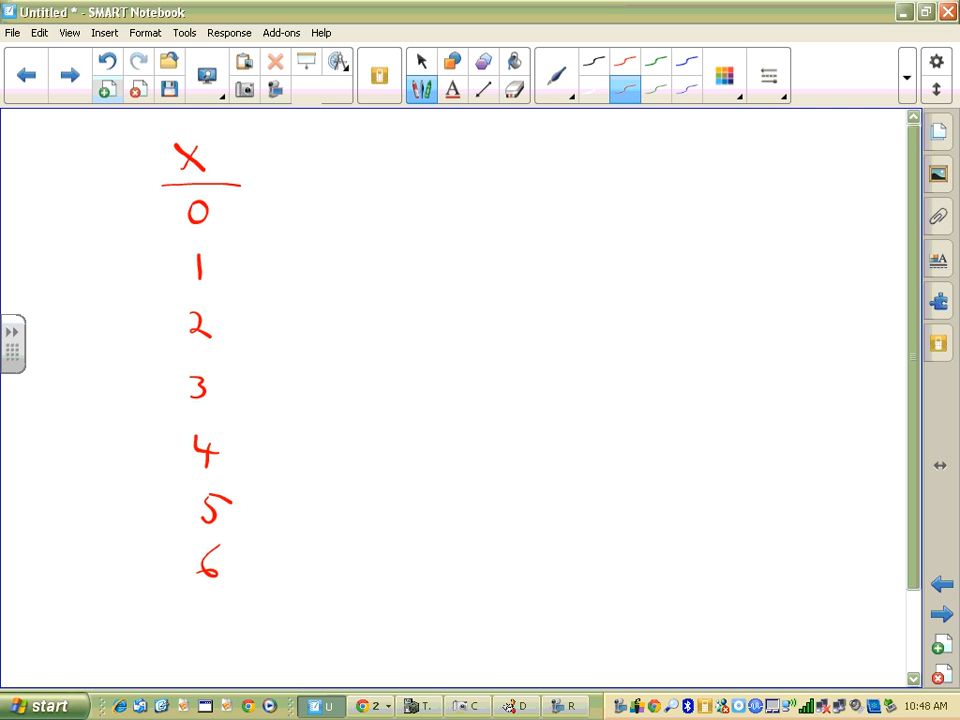 Untitled * - SMART Notebook
File Edit View Insert Format Tools Response Add-ons Help
X
0
1
2
3
4
5
6
start
U
2
T.
C
D
R
10:48 AM